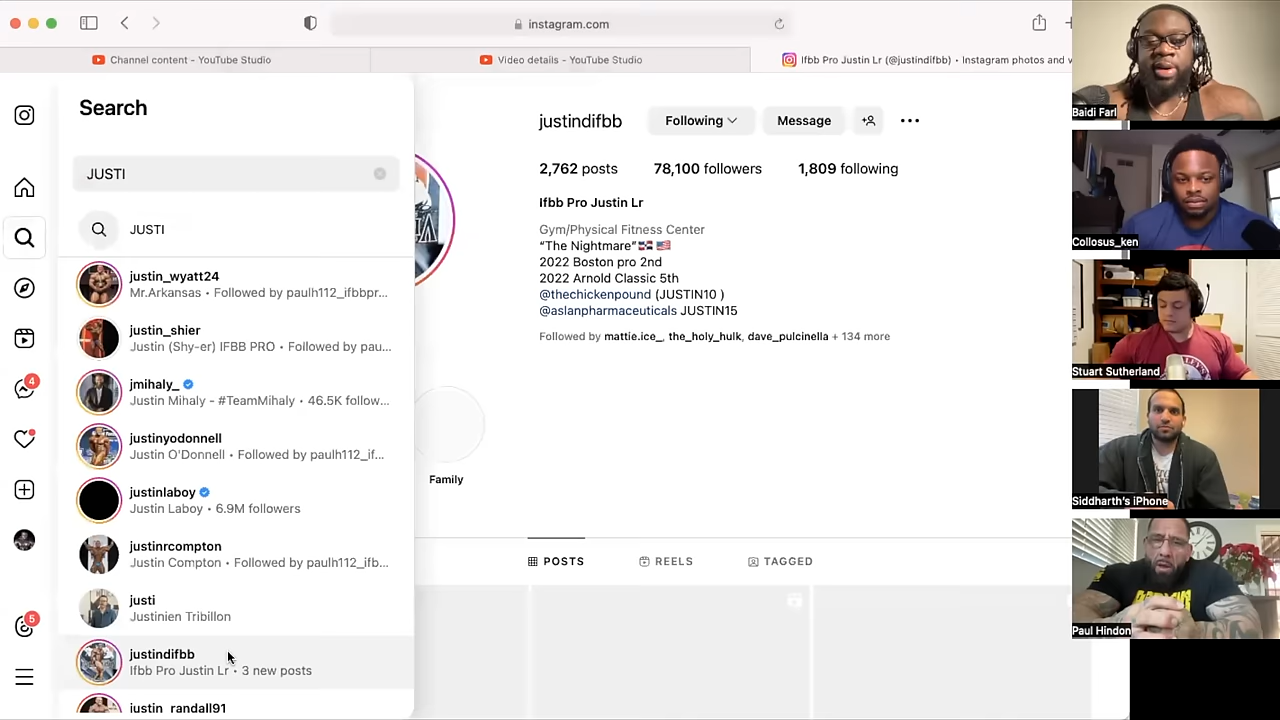 instagram.com
Channel content - YouTube Studio
Video details - YouTube Studio
Ifbb Pro Justin Lr (@justindifbb) • Instagram photos and v
Search
JUSTI
JUSTI
justin_wyatt24
Mr.Arkansas • Followed by paulh112_ifbbpr...
justin_shier
Justin (Shy-er) IFBB PRO • Followed by pau...
jmihaly_
Justin Mihaly - #TeamMihaly • 46.5K follow...
justinyodonnell
Justin O'Donnell • Followed by paulh112_if...
justinlaboy
Justin Laboy • 6.9M followers
justinrcompton
Justin Compton • Followed by paulh112_ifb...
justi
Justinien Tribillon
justindifbb
Ifbb Pro Justin Lr • 3 new posts
justin_randall91
4
5
justindifbb
Following
Message
2,762 posts
78,100 followers
1,809 following
Ifbb Pro Justin Lr
Gym/Physical Fitness Center
“The Nightmare”🇩🇴🇺🇸
2022 Boston pro 2nd
2022 Arnold Classic 5th
@thechickenpound (JUSTIN10 )
@aslanpharmaceuticals JUSTIN15
Followed by mattie.ice_, the_holy_hulk, dave_pulcinella + 134 more
Family
POSTS
REELS
TAGGED
Baidi Farl
Collosus_ken
Stuart Sutherland
Siddharth's iPhone
Paul Hindon